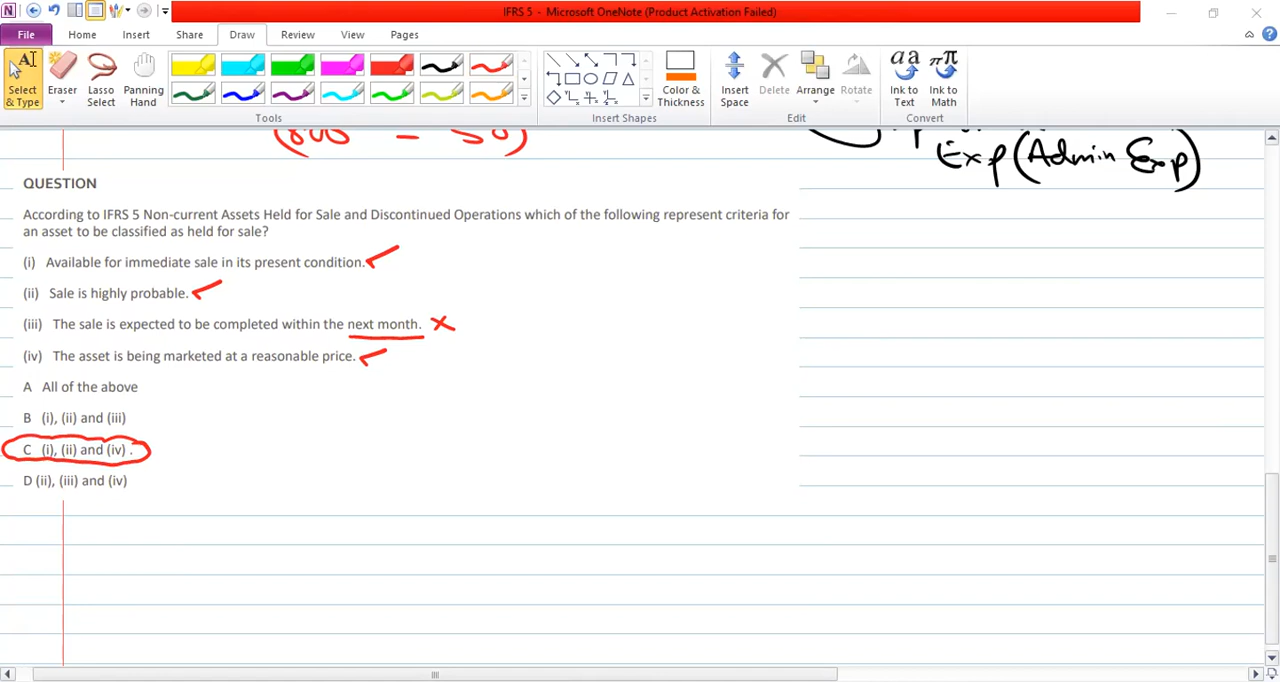 IFRS 5 - Microsoft OneNote (Product Activation Failed)
File Home Insert Share Draw Review View Pages
Select & Type
Eraser
Lasso Select
Panning Hand
Color & Thickness
Insert Space
Delete
Arrange
Rotate
Ink to Text
Ink to Math
Tools
Insert Shapes
Edit
Convert
(800 - 50)
Exp (Admin Exp)
QUESTION
According to IFRS 5 Non-current Assets Held for Sale and Discontinued Operations which of the following represent criteria for
an asset to be classified as held for sale?
(i) Available for immediate sale in its present condition.
(ii) Sale is highly probable.
(iii) The sale is expected to be completed within the next month.
(iv) The asset is being marketed at a reasonable price.
A All of the above
B (i), (ii) and (iii)
C (i), (ii) and (iv) .
D (ii), (iii) and (iv)